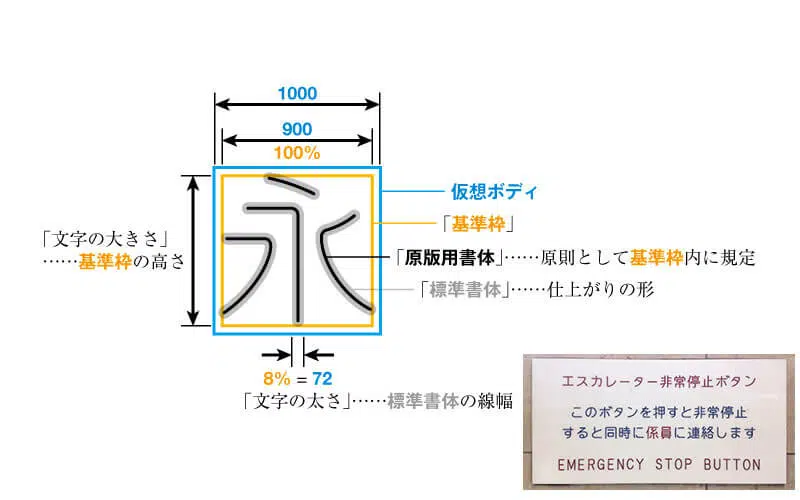 1000
900
100%
永
仮想ボディ
「基準枠」
「文字の大きさ」
……基準枠の高さ
「原版用書体」……原則として基準枠内に規定
「標準書体」……仕上がりの形
8% = 72
「文字の太さ」……標準書体の線幅
エスカレーター非常停止ボタン
このボタンを押すと非常停止
すると同時に係員に連絡します
EMERGENCY STOP BUTTON